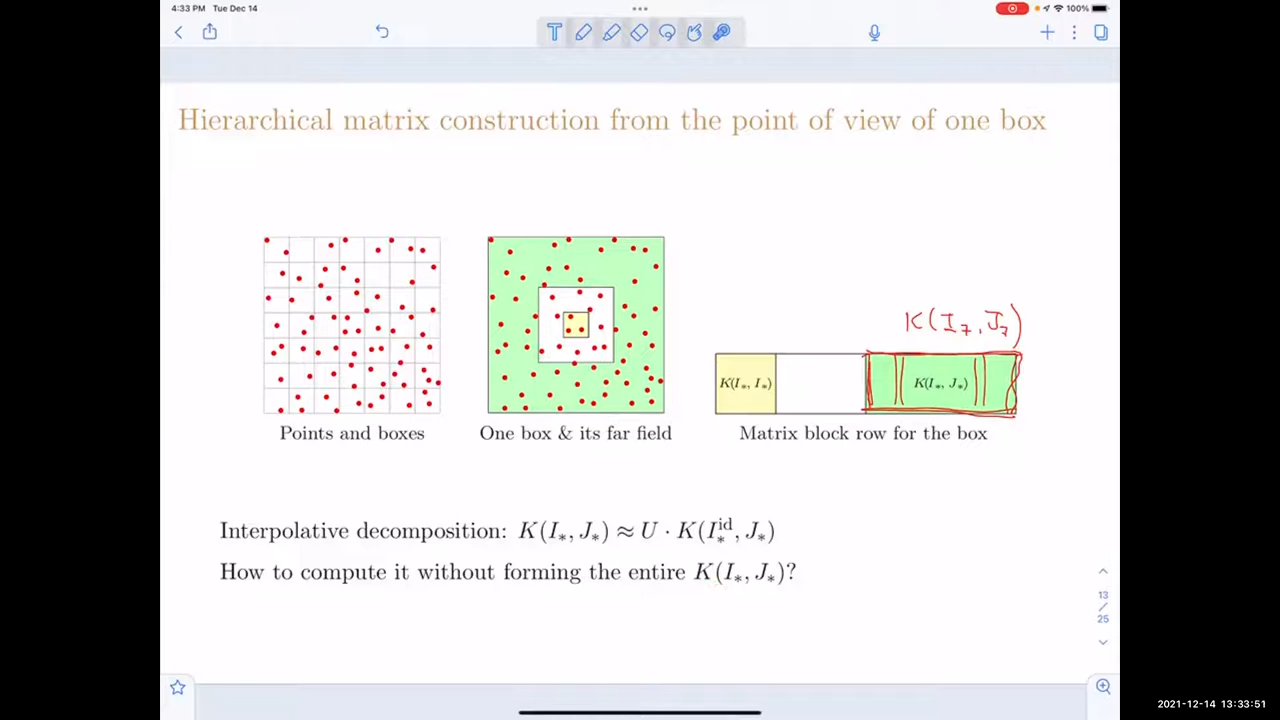 4:33 PM Tue Dec 14
100%
Hierarchical matrix construction from the point of view of one box
K(I₇, J₇)
K(I∗, I∗)
K(I∗, J∗)
Points and boxes
One box & its far field
Matrix block row for the box
Interpolative decomposition: K(I∗, J∗) ≈ U · K(I∗^id, J∗)
How to compute it without forming the entire K(I∗, J∗)?
13
/
25
2021-12-14 13:33:51